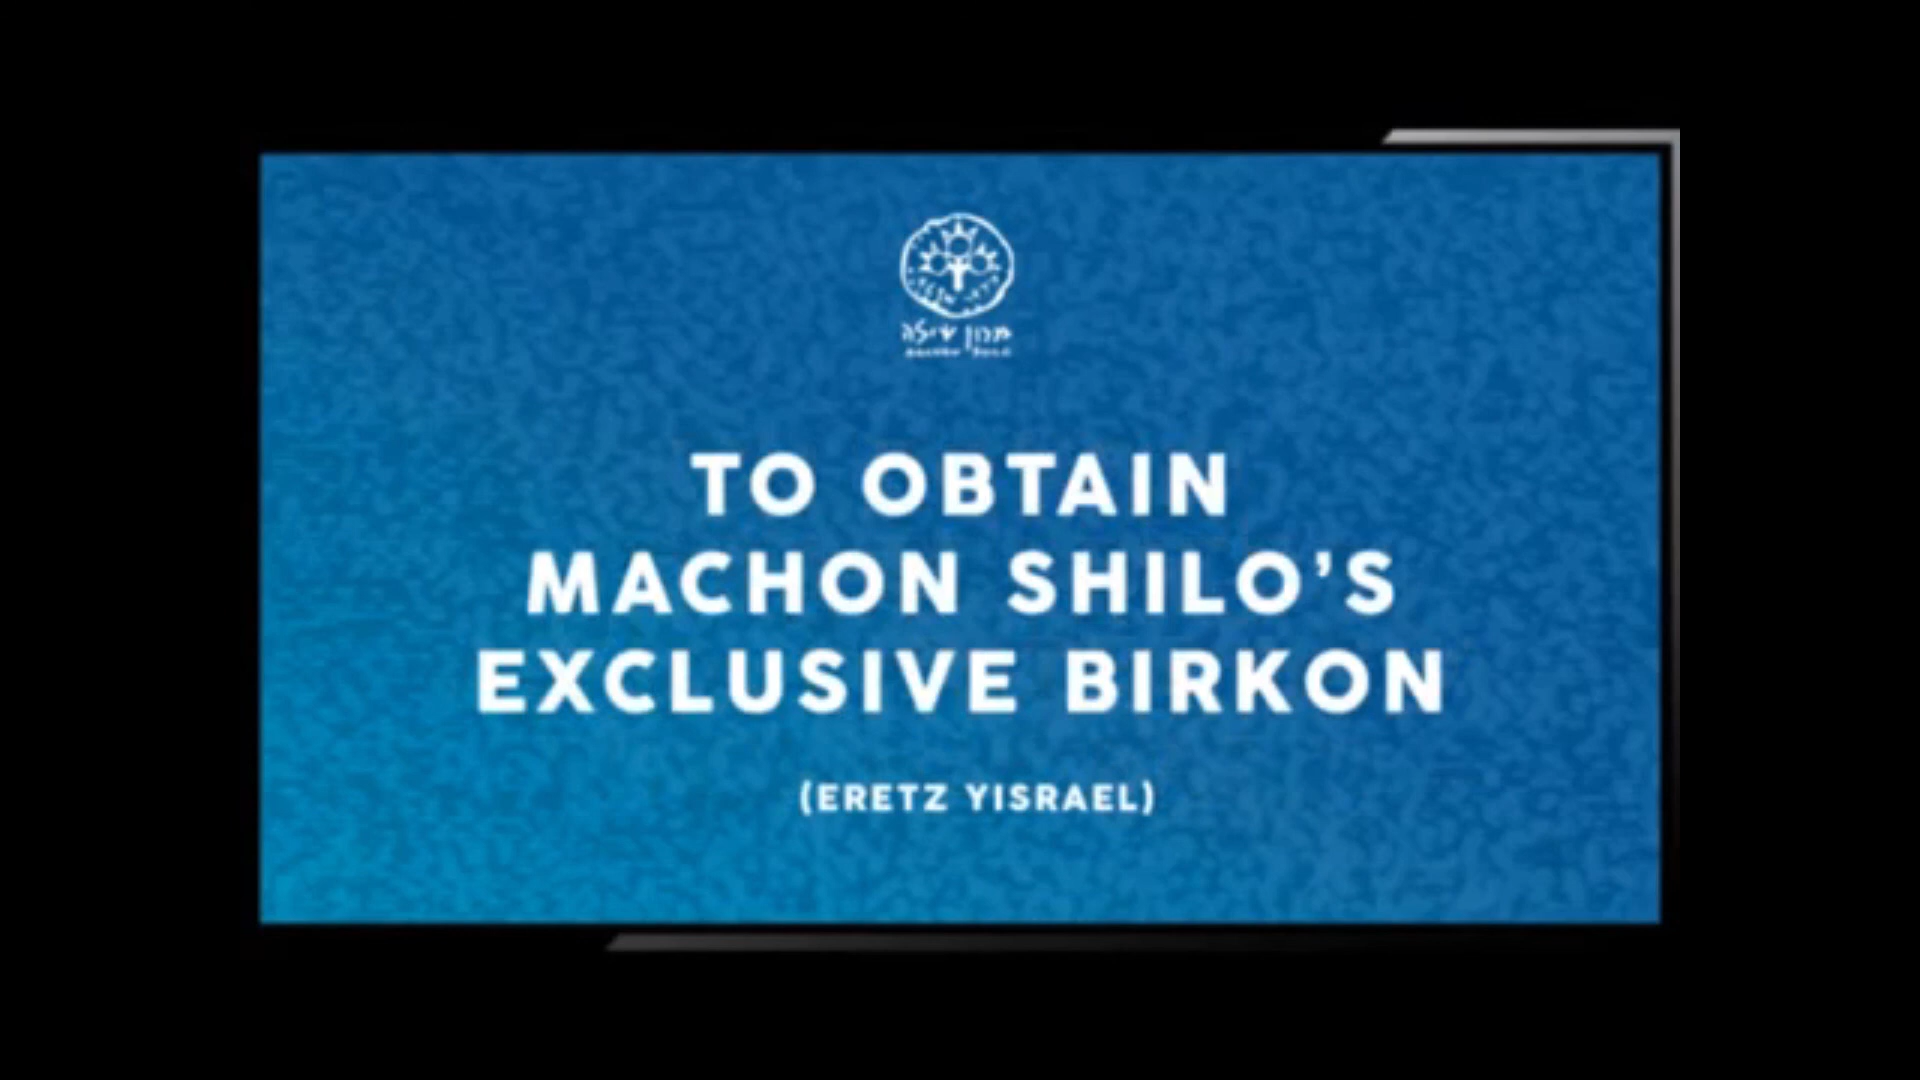 מכון שילה
TO OBTAIN
MACHON SHILO’S
EXCLUSIVE BIRKON
(ERETZ YISRAEL)